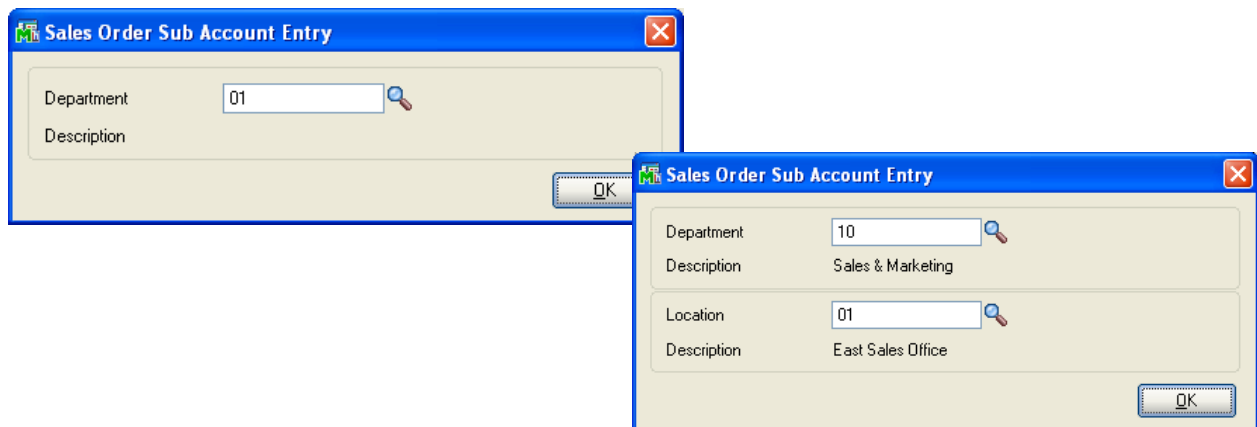 Sales Order Sub Account Entry
Department 01
Description
OK
Sales Order Sub Account Entry
Department 10
Description Sales & Marketing
Location 01
Description East Sales Office
OK